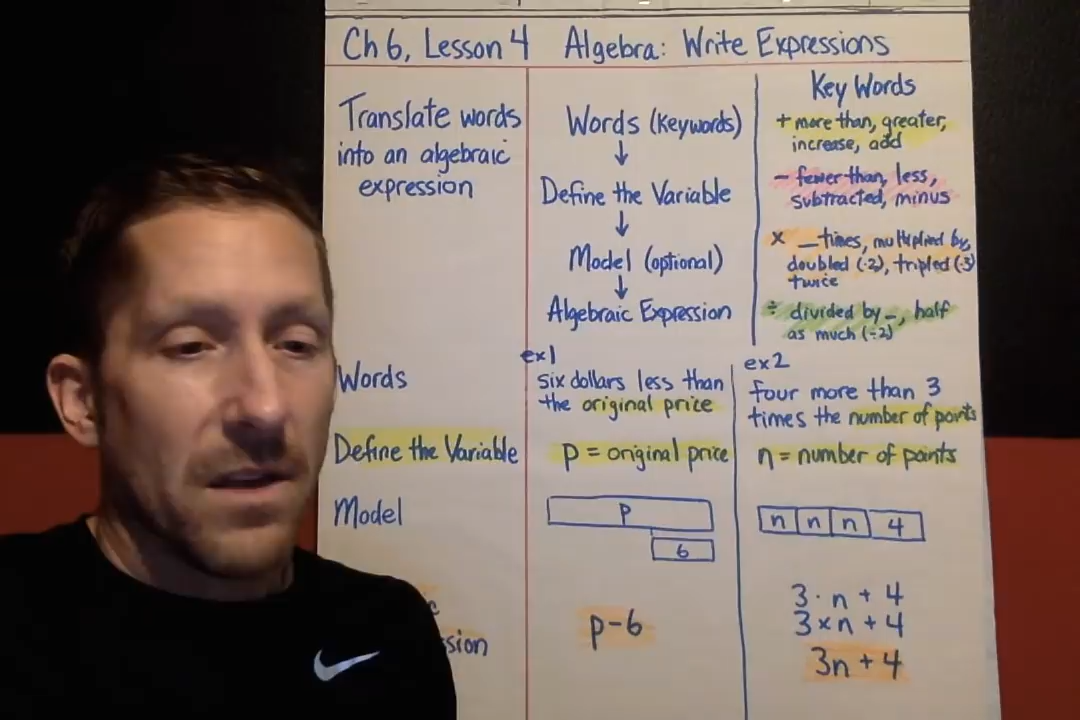 Ch 6, Lesson 4 Algebra: Write Expressions
Translate words
into an algebraic
expression
Words (Keywords)
↓
Define the Variable
↓
Model (optional)
↓
Algebraic Expression
Key Words
+ more than, greater,
increase, add
- fewer than, less,
subtracted, minus
x _ times, multiplied by,
doubled (·2), tripled (·3)
twice
÷ divided by _, half
as much (÷2)
Words
ex1
six dollars less than
the original price
ex2
four more than 3
times the number of points
Define the Variable
p = original price
n = number of points
Model
p
6
n n n 4
sion
p-6
3 · n + 4
3 x n + 4
3n + 4